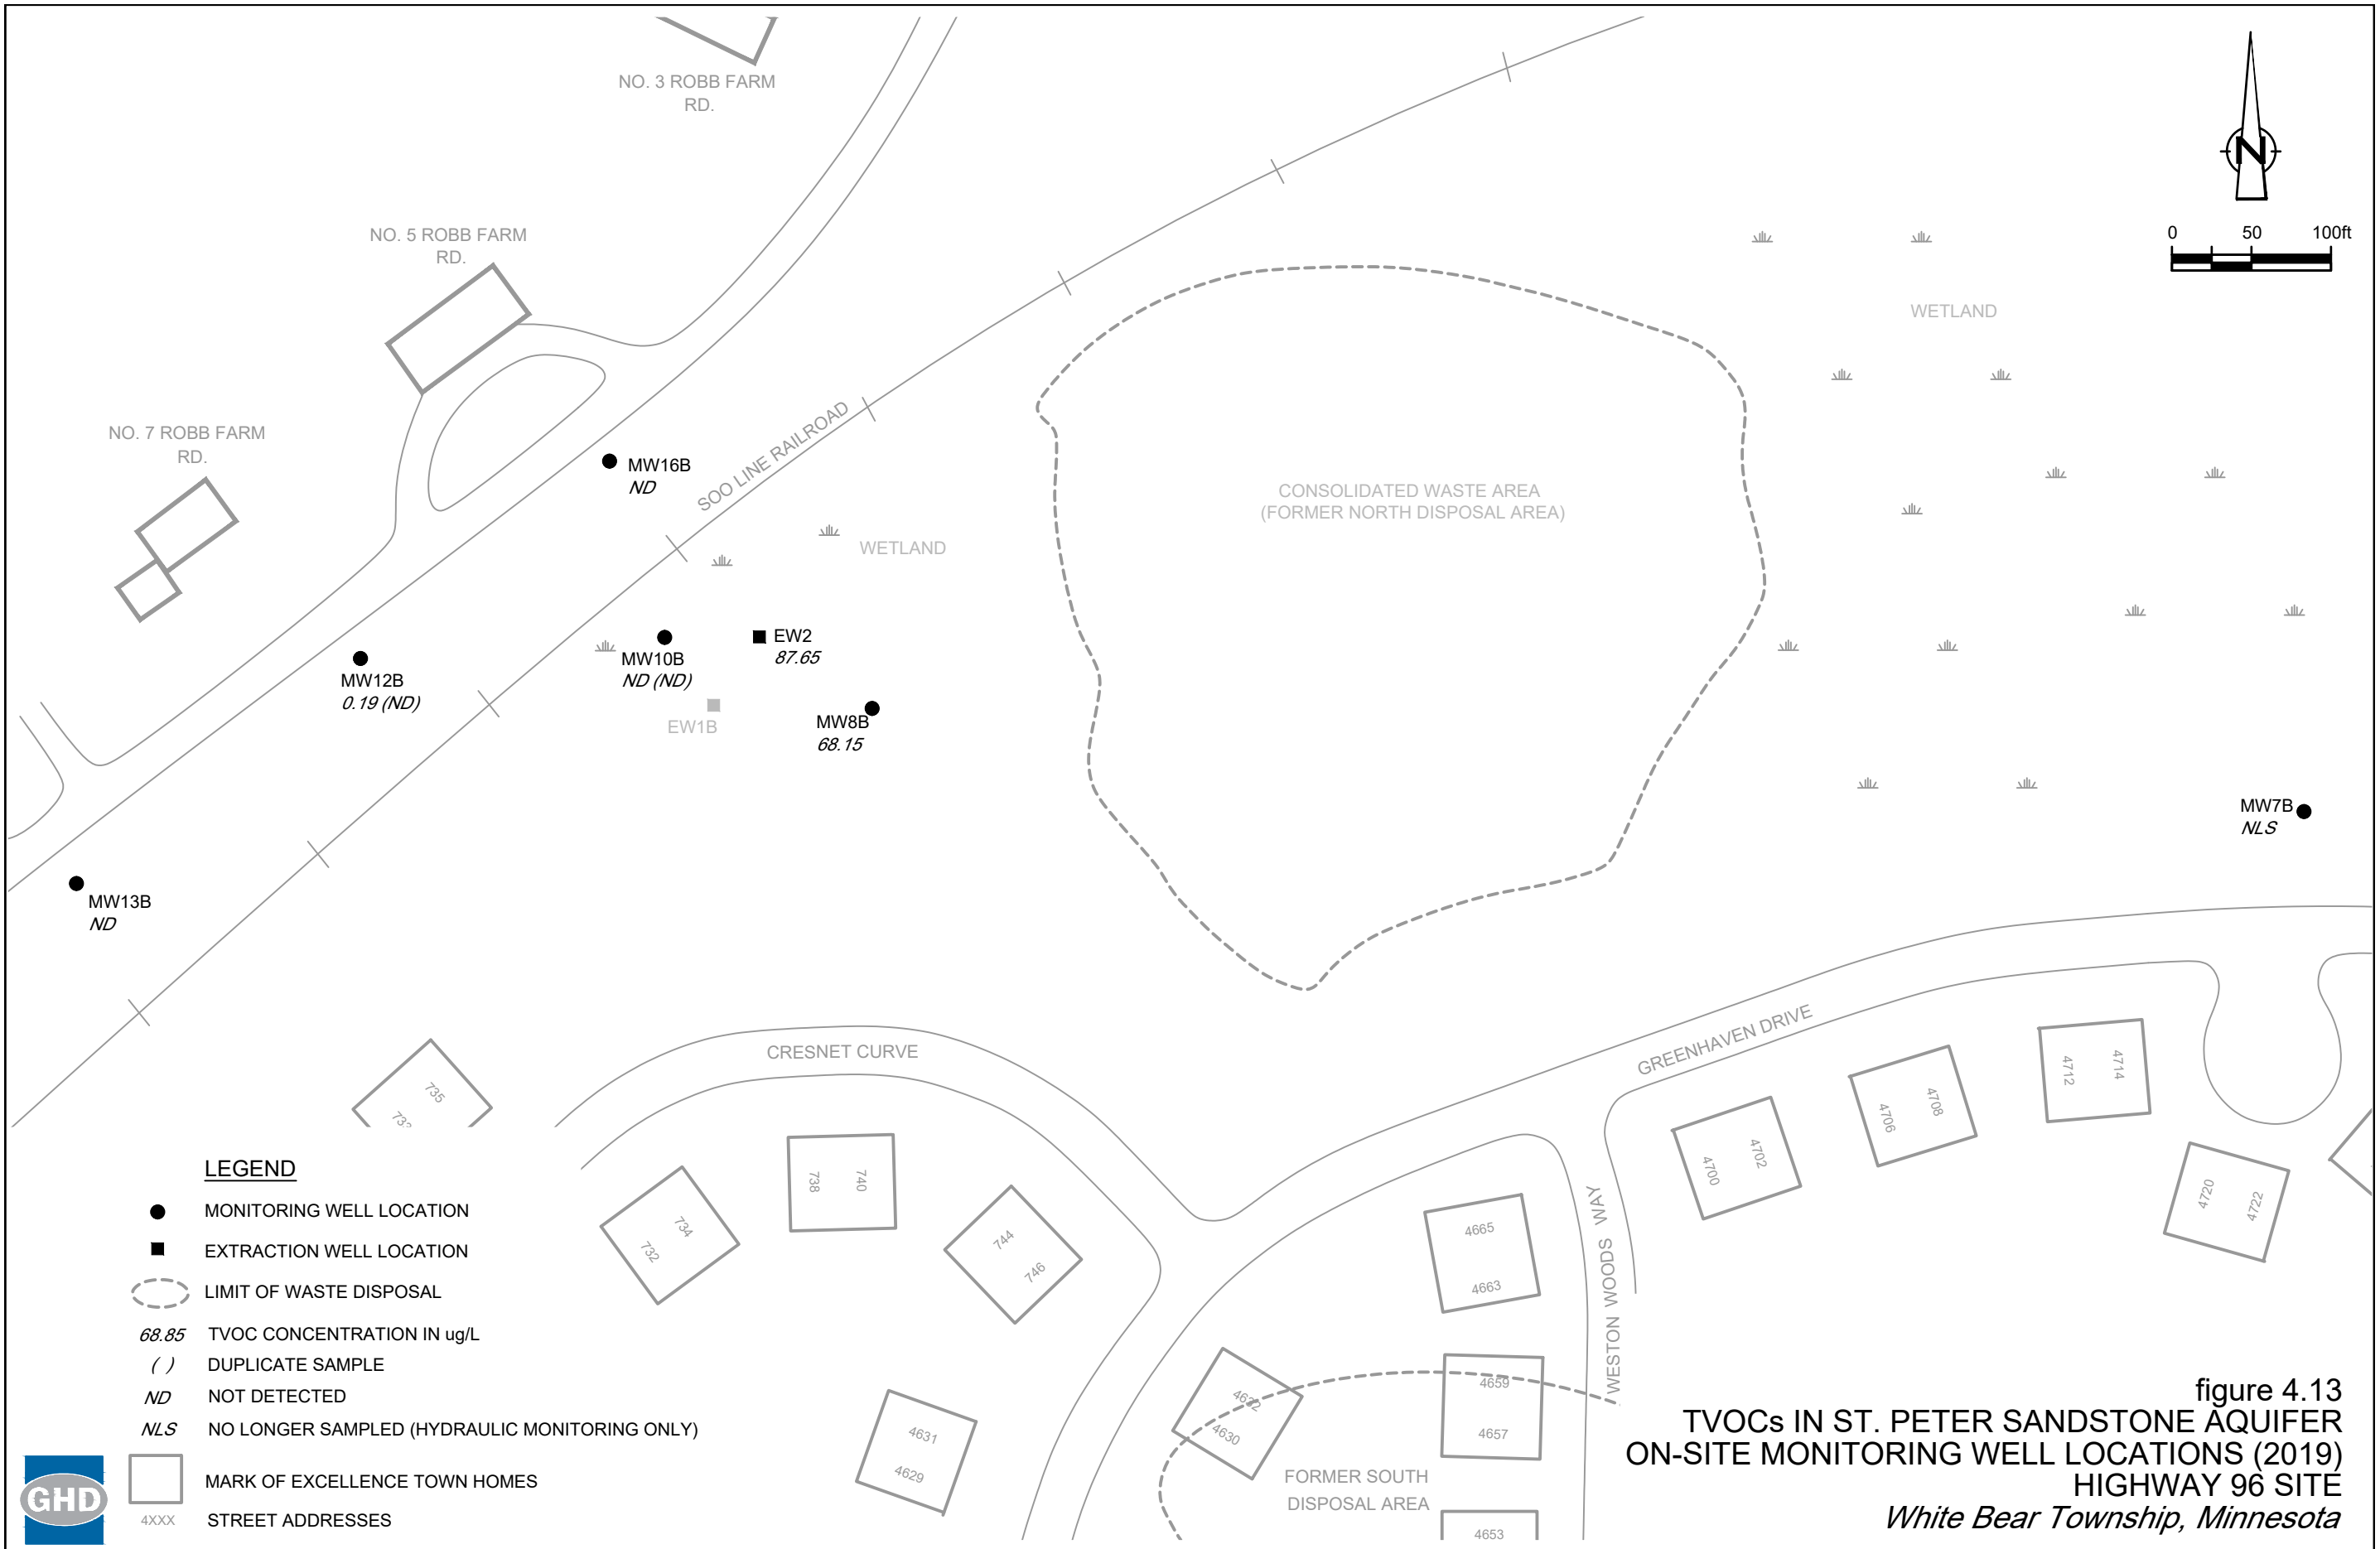 NO. 3 ROBB FARM
RD.
N
0 50 100ft
NO. 5 ROBB FARM
RD.
WETLAND
NO. 7 ROBB FARM
RD.
SOO LINE RAILROAD
MW16B
ND
CONSOLIDATED WASTE AREA
(FORMER NORTH DISPOSAL AREA)
WETLAND
EW2
87.65
MW10B
ND (ND)
MW12B
0.19 (ND)
EW1B
MW8B
68.15
MW7B
NLS
MW13B
ND
CRESNET CURVE
GREENHAVEN DRIVE
WESTON WOODS WAY
735
732
734
738
740
744
746
4665
4663
4700
4702
4706
4708
4712
4714
4720
4722
4659
4657
4632
4630
4631
4629
4653
FORMER SOUTH
DISPOSAL AREA
LEGEND
MONITORING WELL LOCATION
EXTRACTION WELL LOCATION
LIMIT OF WASTE DISPOSAL
68.85 TVOC CONCENTRATION IN ug/L
( ) DUPLICATE SAMPLE
ND NOT DETECTED
NLS NO LONGER SAMPLED (HYDRAULIC MONITORING ONLY)
MARK OF EXCELLENCE TOWN HOMES
4XXX STREET ADDRESSES
GHD
figure 4.13
TVOCs IN ST. PETER SANDSTONE AQUIFER
ON-SITE MONITORING WELL LOCATIONS (2019)
HIGHWAY 96 SITE
White Bear Township, Minnesota